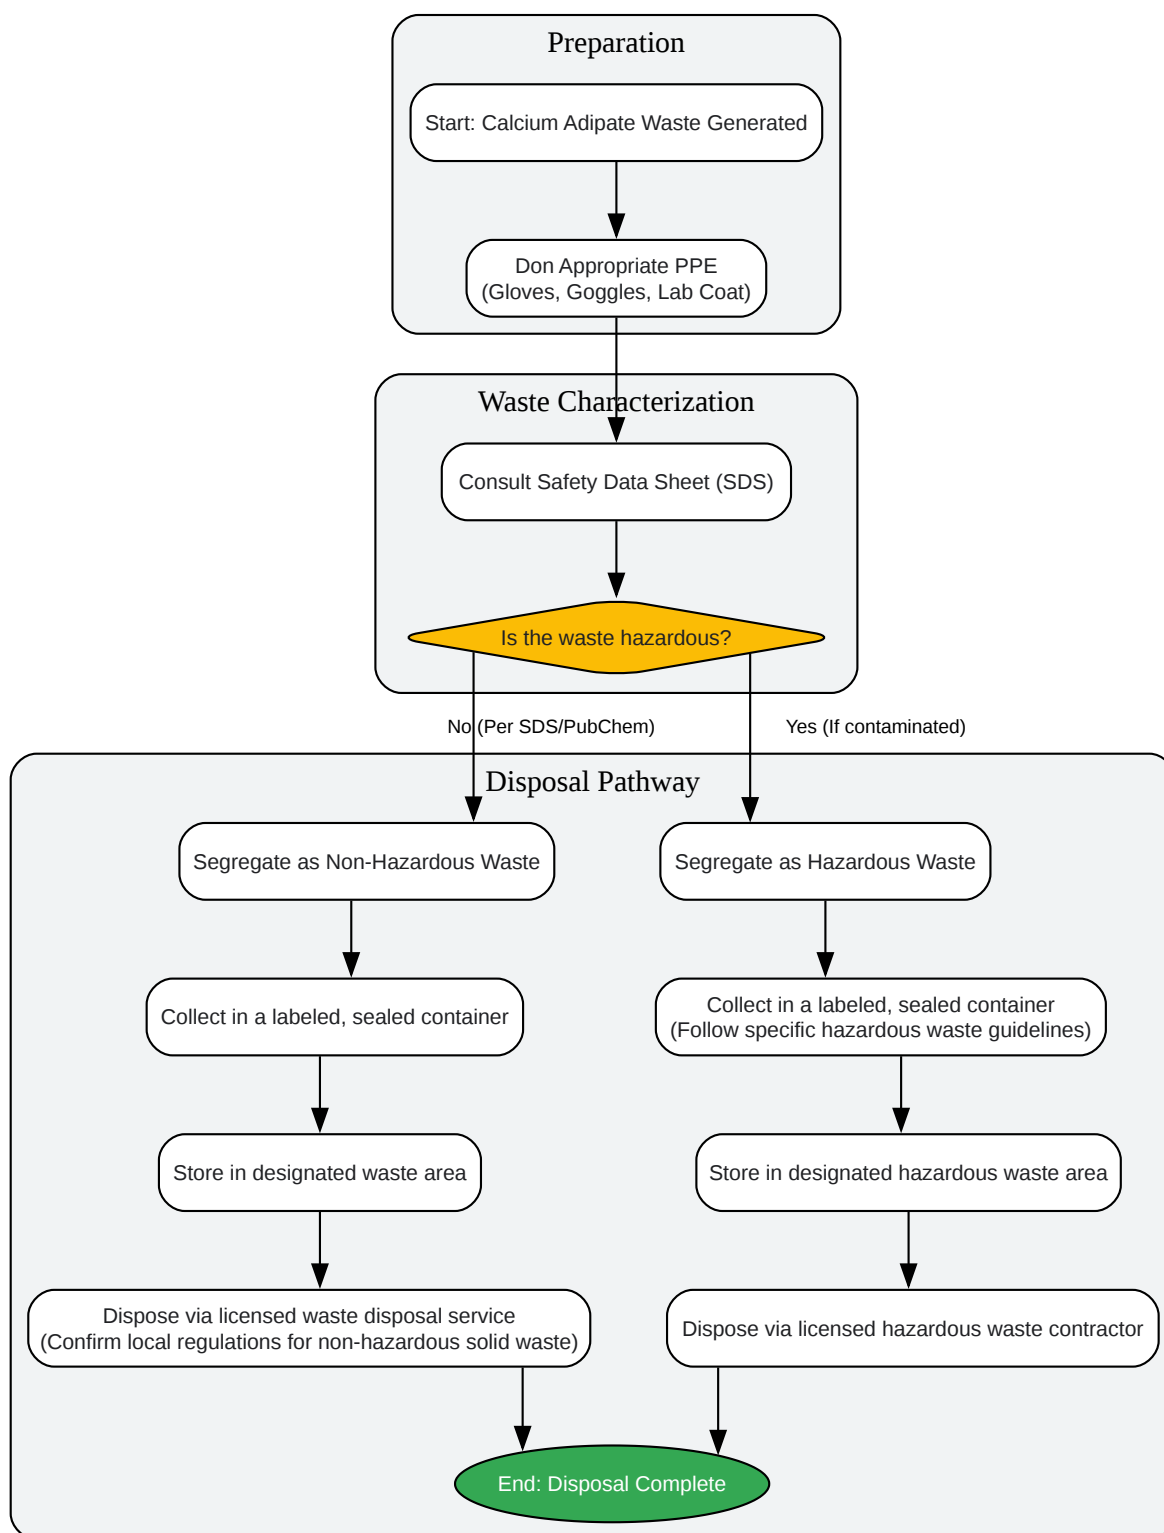 Preparation
Start: Calcium Adipate Waste Generated
Don Appropriate PPE
(Gloves, Goggles, Lab Coat)
Waste Characterization
Consult Safety Data Sheet (SDS)
Is the waste hazardous?
No (Per SDS/PubChem)
Yes (If contaminated)
Disposal Pathway
Segregate as Non-Hazardous Waste
Segregate as Hazardous Waste
Collect in a labeled, sealed container
Collect in a labeled, sealed container
(Follow specific hazardous waste guidelines)
Store in designated waste area
Store in designated hazardous waste area
Dispose via licensed waste disposal service
(Confirm local regulations for non-hazardous solid waste)
Dispose via licensed hazardous waste contractor
End: Disposal Complete